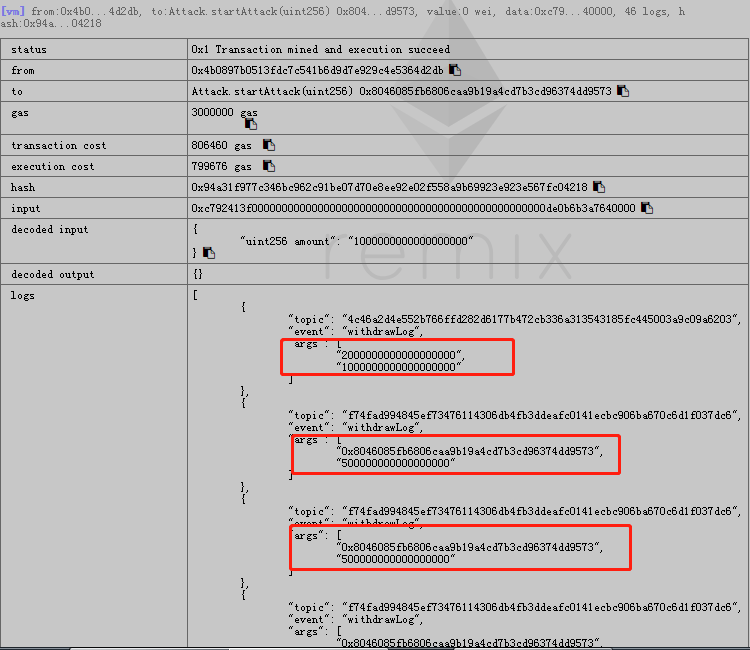 [vm] from:0x4b0...4d2db, to:Attack.startAttack(uint256) 0x804...d9573, value:0 wei, data:0xc79...40000, 46 logs, h
ash:0x94a...04218
status 0x1 Transaction mined and execution succeed
from 0x4b0897b0513fdc7c541b6d9d7e929c4e5364d2db
to Attack.startAttack(uint256) 0x8046085fb6806caa9b19a4cd7b3cd96374dd9573
gas 3000000 gas
transaction cost 806460 gas
execution cost 799676 gas
hash 0x94a31f977c346bc962c91be07d70e8ee92e02f558a9b69923e923e567fc04218
input 0xc792413f0000000000000000000000000000000000000000000000000de0b6b3a7640000
decoded input {
"uint256 amount": "1000000000000000000"
}
decoded output {}
logs [
{
"topic": "4c46a2d4e552b766ffd282d6177b472cb336a313543185fc445003a9c09a6203",
"event": "withdrawLog",
"args": [
"2000000000000000000",
"1000000000000000000"
]
},
{
"topic": "f74fad994845ef73476114306db4fb3ddeafc0141ecbc906ba670c6d1f037dc6",
"event": "withdrawLog",
"args": [
"0x8046085fb6806caa9b19a4cd7b3cd96374dd9573",
"500000000000000000"
]
},
{
"topic": "f74fad994845ef73476114306db4fb3ddeafc0141ecbc906ba670c6d1f037dc6",
"event": "withdrawLog",
"args": [
"0x8046085fb6806caa9b19a4cd7b3cd96374dd9573",
"500000000000000000"
]
},
{
"topic": "f74fad994845ef73476114306db4fb3ddeafc0141ecbc906ba670c6d1f037dc6",
"event": "withdrawLog",
"args": [
"0x8046085fb6806caa9b19a4cd7b3cd96374dd9573",
remix